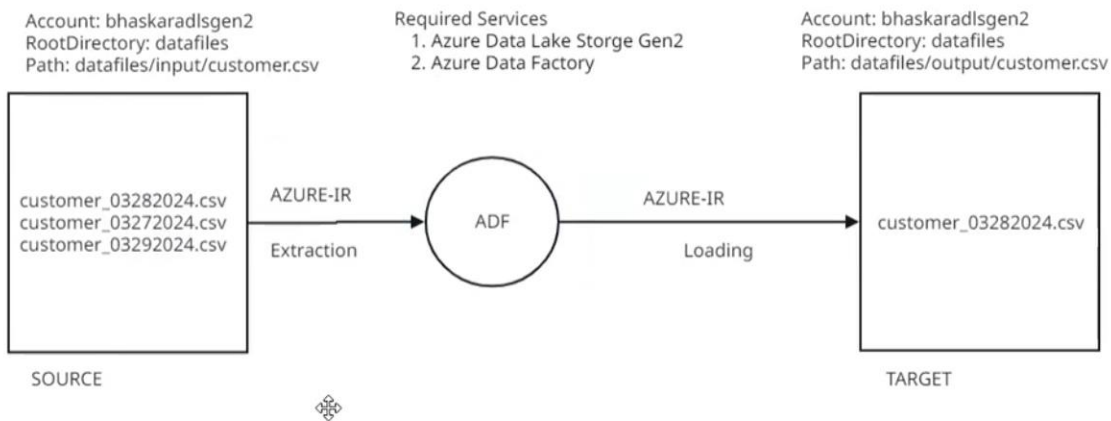 Account: bhaskaradlsgen2
RootDirectory: datafiles
Path: datafiles/input/customer.csv
Required Services
1. Azure Data Lake Storge Gen2
2. Azure Data Factory
Account: bhaskaradlsgen2
RootDirectory: datafiles
Path: datafiles/output/customer.csv
customer_03282024.csv
customer_03272024.csv
customer_03292024.csv
AZURE-IR
Extraction
ADF
AZURE-IR
Loading
customer_03282024.csv
SOURCE
TARGET